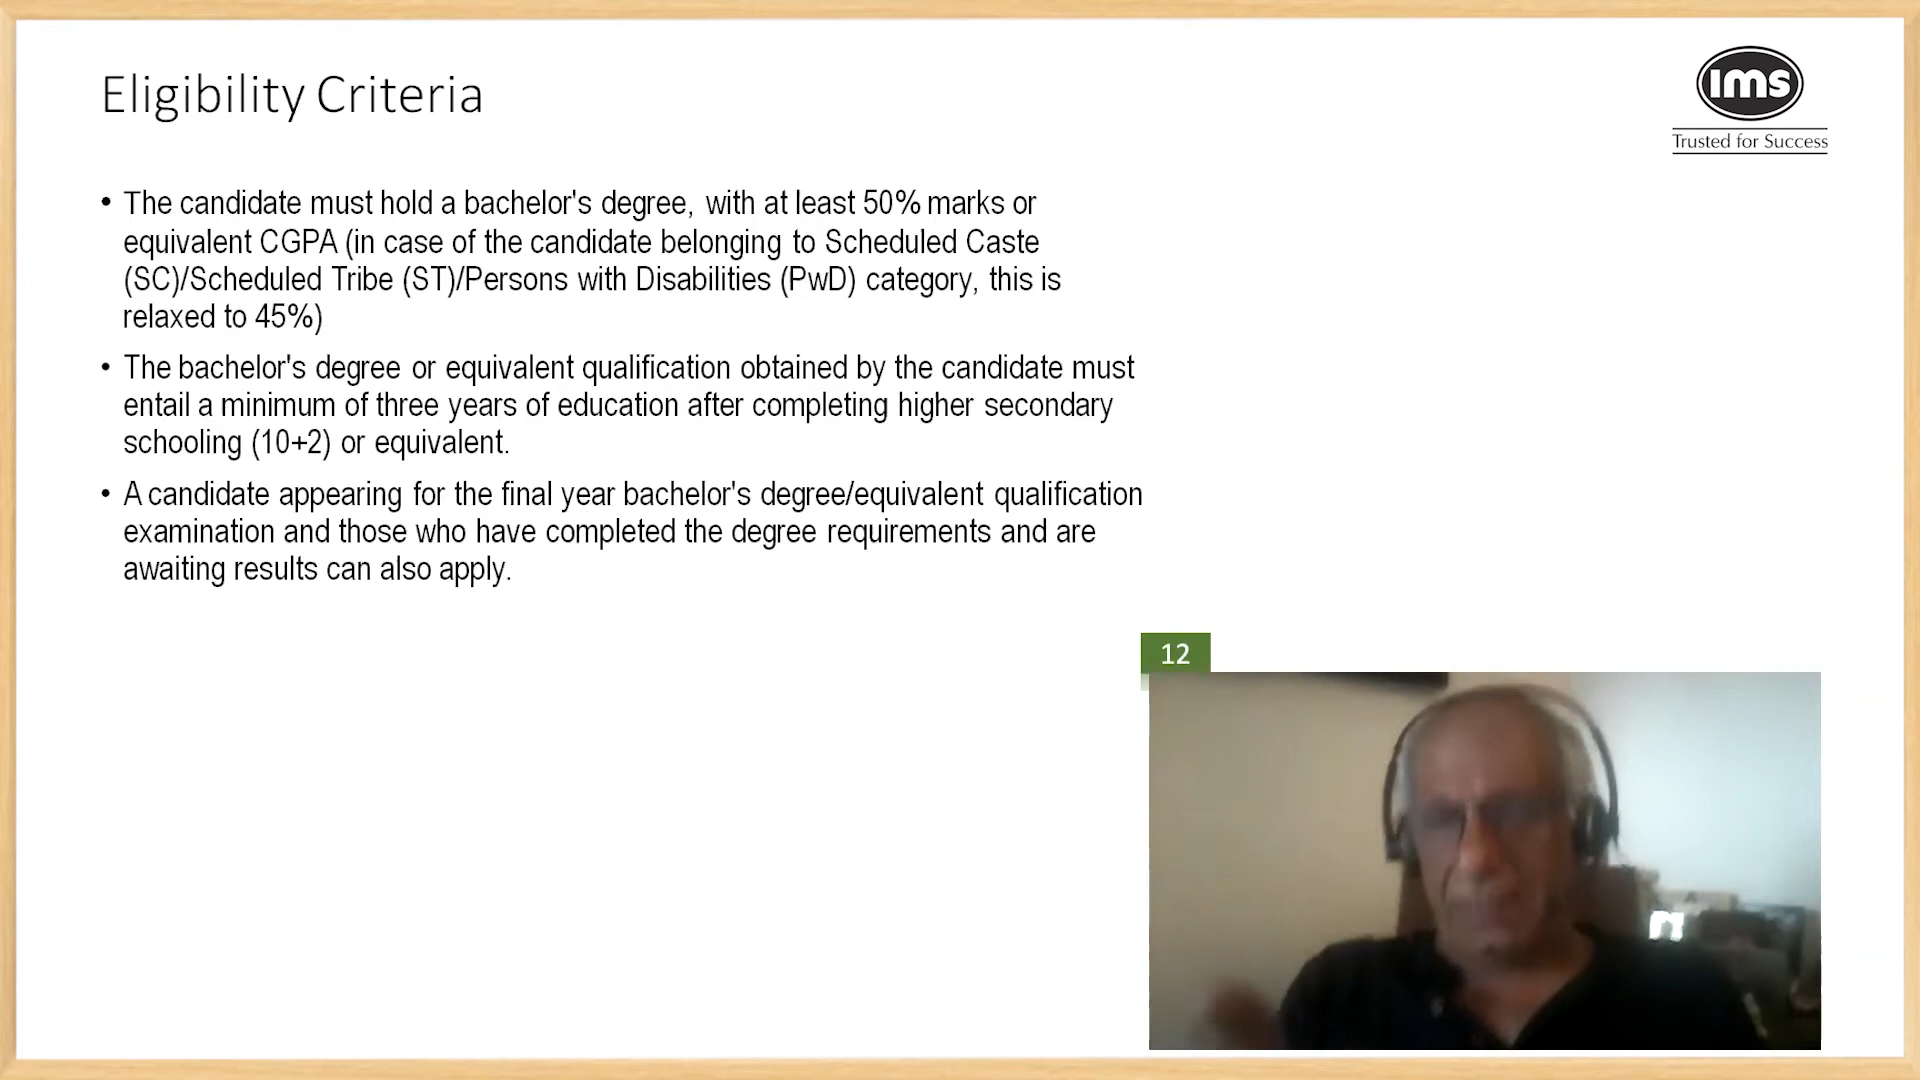 Eligibility Criteria
ims
Trusted for Success
• The candidate must hold a bachelor's degree, with at least 50% marks or
equivalent CGPA (in case of the candidate belonging to Scheduled Caste
(SC)/Scheduled Tribe (ST)/Persons with Disabilities (PwD) category, this is
relaxed to 45%)
• The bachelor's degree or equivalent qualification obtained by the candidate must
entail a minimum of three years of education after completing higher secondary
schooling (10+2) or equivalent.
• A candidate appearing for the final year bachelor's degree/equivalent qualification
examination and those who have completed the degree requirements and are
awaiting results can also apply.
12